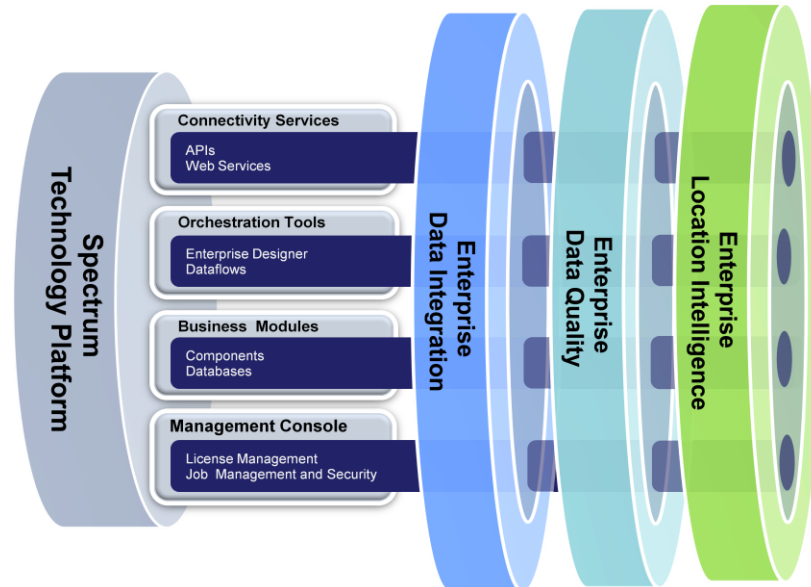 Spectrum
Technology Platform
Connectivity Services
APIs
Web Services
Orchestration Tools
Enterprise Designer
Dataflows
Business Modules
Components
Databases
Management Console
License Management
Job Management and Security
Enterprise
Data Integration
Enterprise
Data Quality
Enterprise
Location Intelligence